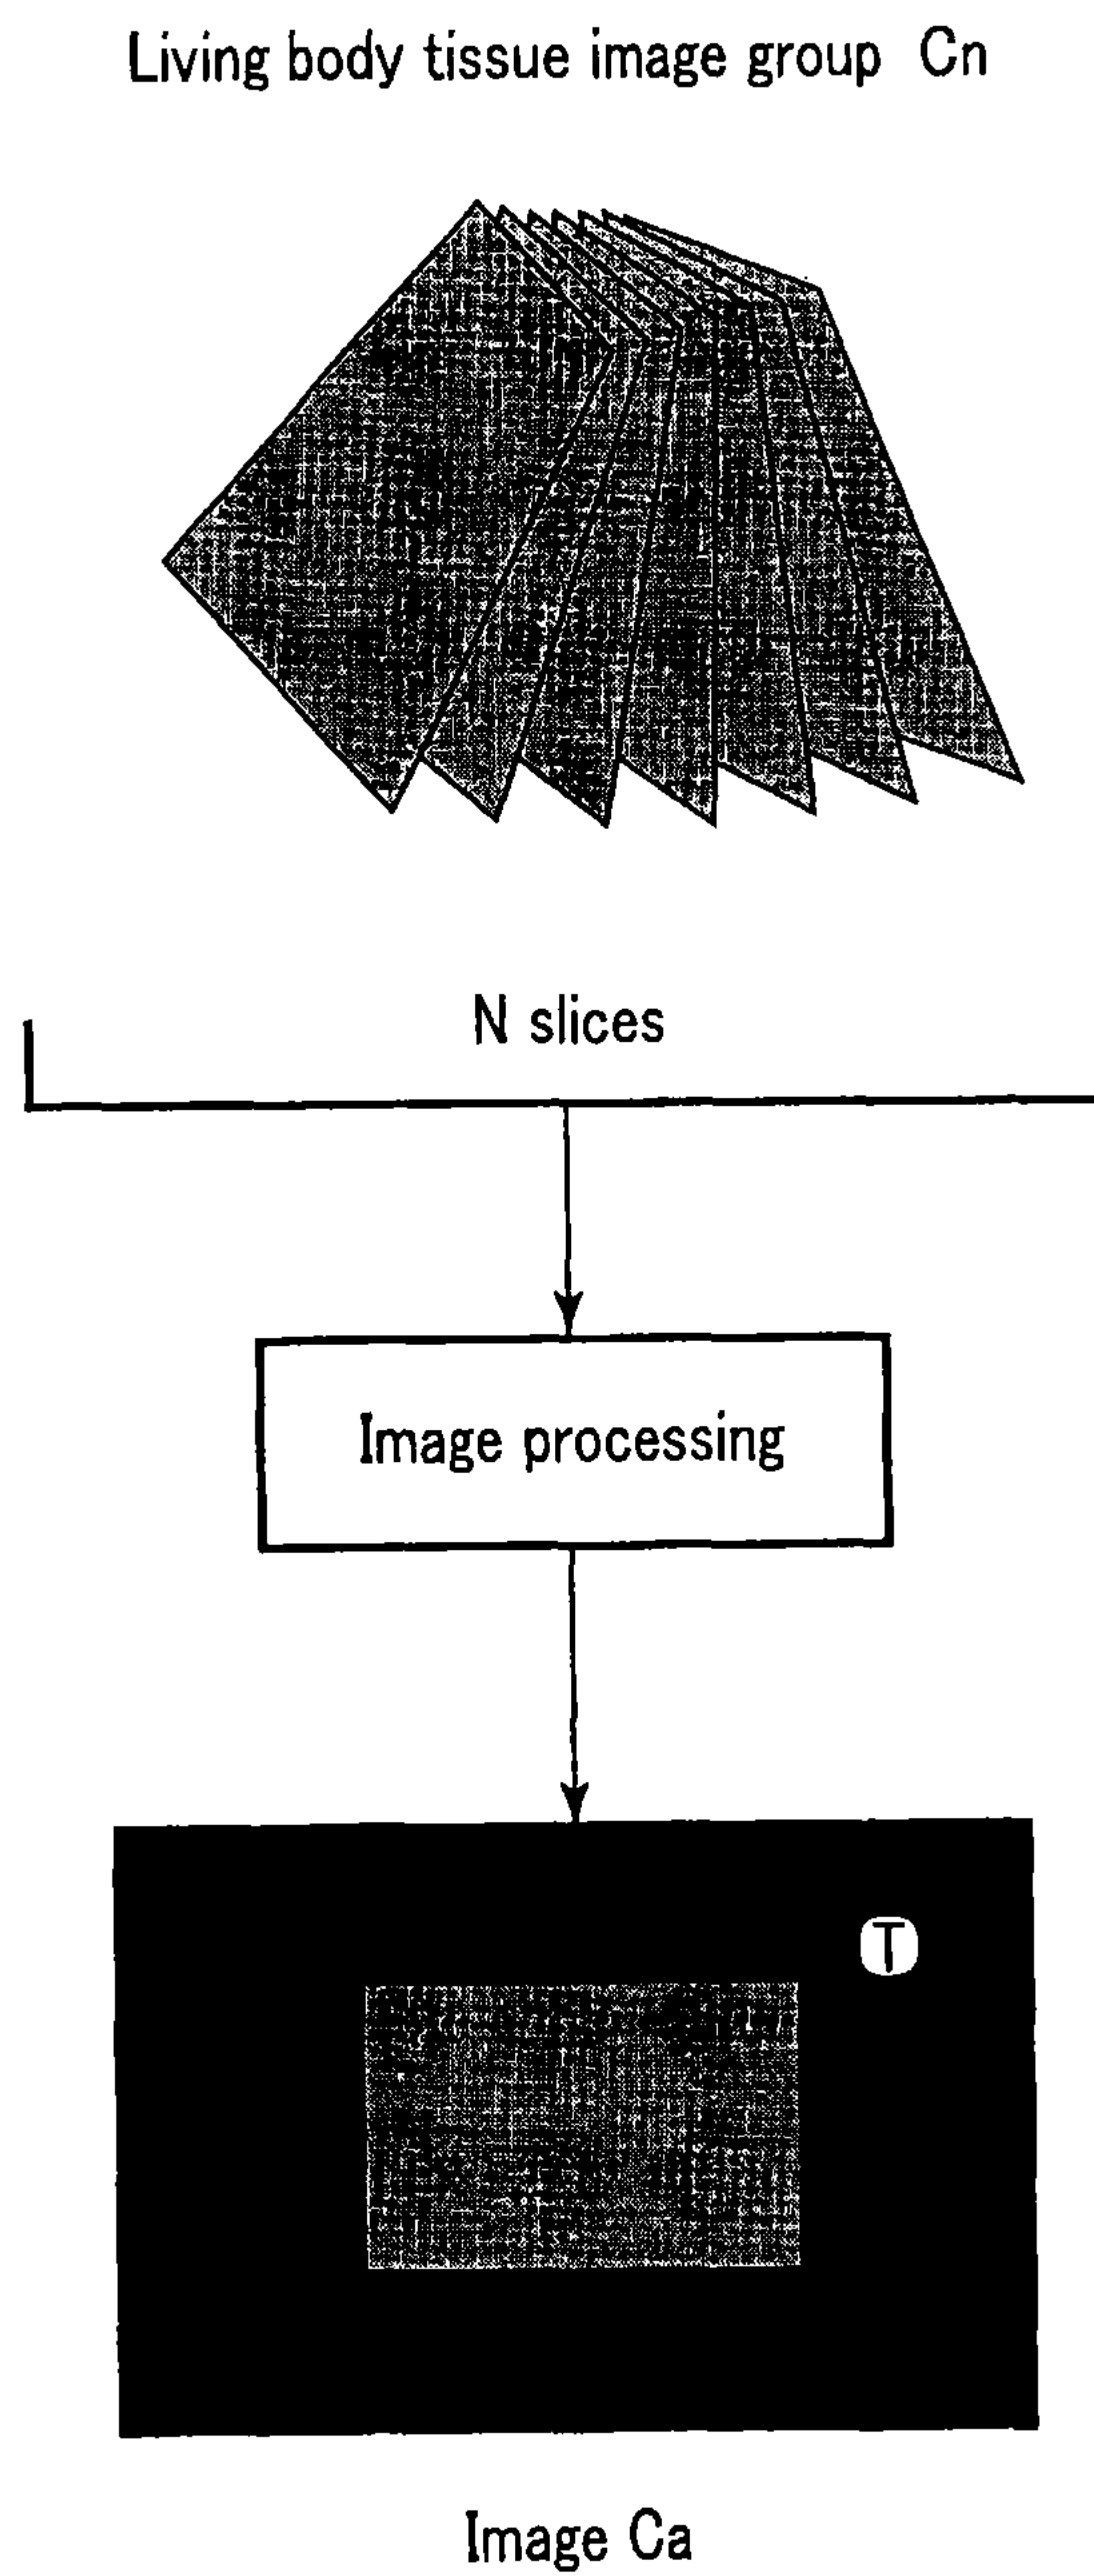 Living body tissue image group Cn
N slices
Image processing
T
Image Ca